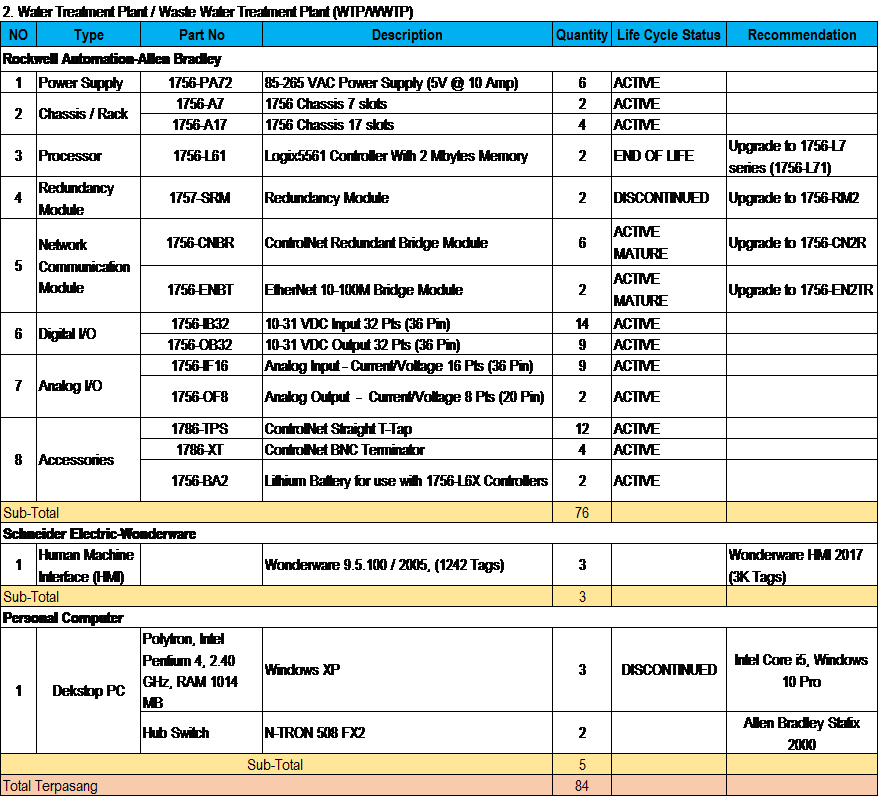 2. Water Treatment Plant / Waste Water Treatment Plant (WTP/WWTP)
NO Type Part No Description Quantity Life Cycle Status Recommendation
Rockwell Automation-Allen Bradley
1 Power Supply 1756-PA72 85-265 VAC Power Supply (5V @ 10 Amp) 6 ACTIVE
2 Chassis / Rack 1756-A7 1756 Chassis 7 slots 2 ACTIVE
1756-A17 1756 Chassis 17 slots 4 ACTIVE
3 Processor 1756-L61 Logix5561 Controller With 2 Mbytes Memory 2 END OF LIFE Upgrade to 1756-L7
series (1756-L71)
4 Redundancy
Module 1757-SRM Redundancy Module 2 DISCONTINUED Upgrade to 1756-RM2
5 Network
Communication
Module 1756-CNBR ControlNet Redundant Bridge Module 6 ACTIVE
MATURE Upgrade to 1756-CN2R
1756-ENBT EtherNet 10-100M Bridge Module 2 ACTIVE
MATURE Upgrade to 1756-EN2TR
6 Digital I/O 1756-IB32 10-31 VDC Input 32 Pts (36 Pin) 14 ACTIVE
1756-OB32 10-31 VDC Output 32 Pts (36 Pin) 9 ACTIVE
7 Analog I/O 1756-IF16 Analog Input - Current/Voltage 16 Pts (36 Pin) 9 ACTIVE
1756-OF8 Analog Output - Current/Voltage 8 Pts (20 Pin) 2 ACTIVE
8 Accessories 1786-TPS ControlNet Straight T-Tap 12 ACTIVE
1786-XT ControlNet BNC Terminator 4 ACTIVE
1756-BA2 Lithium Battery for use with 1756-L6X Controllers 2 ACTIVE
Sub-Total 76
Schneider Electric-Wonderware
1 Human Machine
Interface (HMI) Wonderware 9.5.100 / 2005, (1242 Tags) 3 Wonderware HMI 2017
(3K Tags)
Sub-Total 3
Personal Computer
1 Dekstop PC Polytron, Intel
Pentium 4, 2.40
GHz, RAM 1014
MB Windows XP 3 DISCONTINUED Intel Core i5, Windows
10 Pro
Hub Switch N-TRON 508 FX2 2 Allen Bradley Statix
2000
Sub-Total 5
Total Terpasang 84